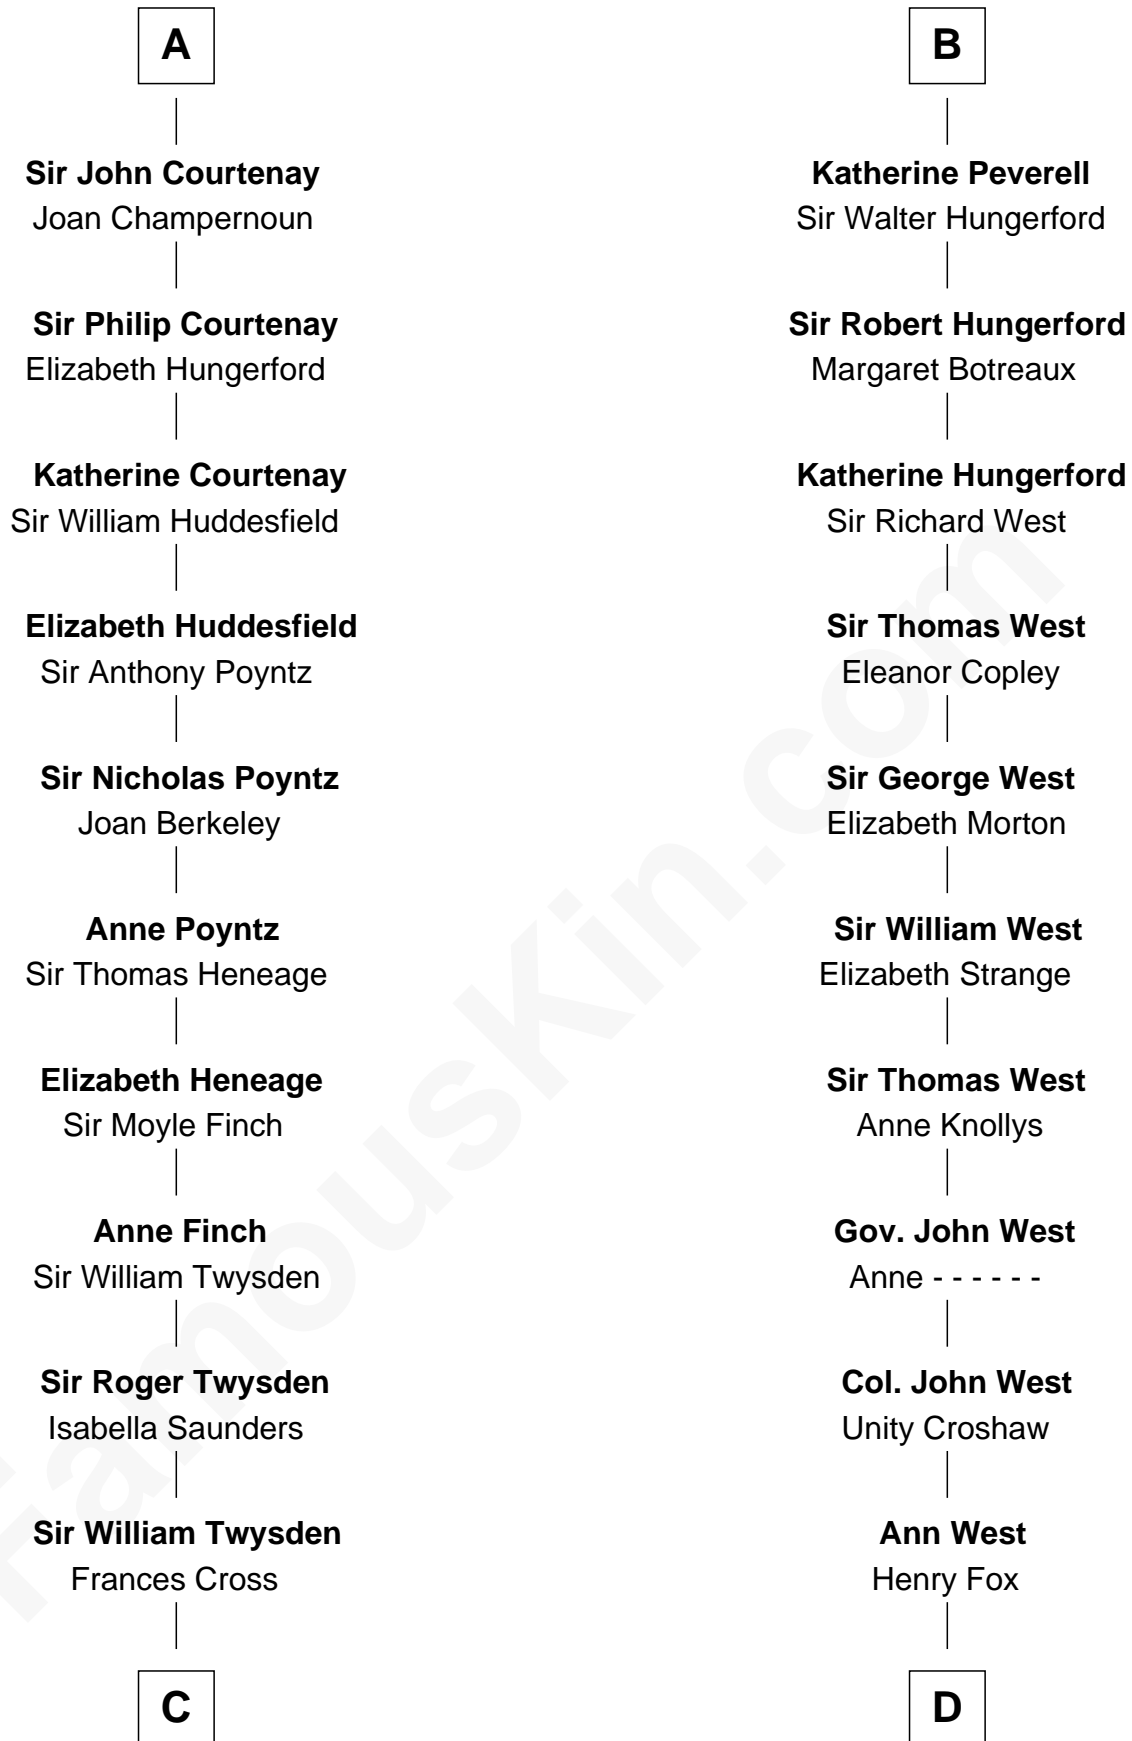 A
Sir John Courtenay
Joan Champernoun
Sir Philip Courtenay
Elizabeth Hungerford
Katherine Courtenay
Sir William Huddesfield
Elizabeth Huddesfield
Sir Anthony Poyntz
Sir Nicholas Poyntz
Joan Berkeley
Anne Poyntz
Sir Thomas Heneage
Elizabeth Heneage
Sir Moyle Finch
Anne Finch
Sir William Twysden
Sir Roger Twysden
Isabella Saunders
Sir William Twysden
Frances Cross
C
B
Katherine Peverell
Sir Walter Hungerford
Sir Robert Hungerford
Margaret Botreaux
Katherine Hungerford
Sir Richard West
Sir Thomas West
Eleanor Copley
Sir George West
Elizabeth Morton
Sir William West
Elizabeth Strange
Sir Thomas West
Anne Knollys
Gov. John West
Anne - - - - - -
Col. John West
Unity Croshaw
Ann West
Henry Fox
D
FamousKin.com